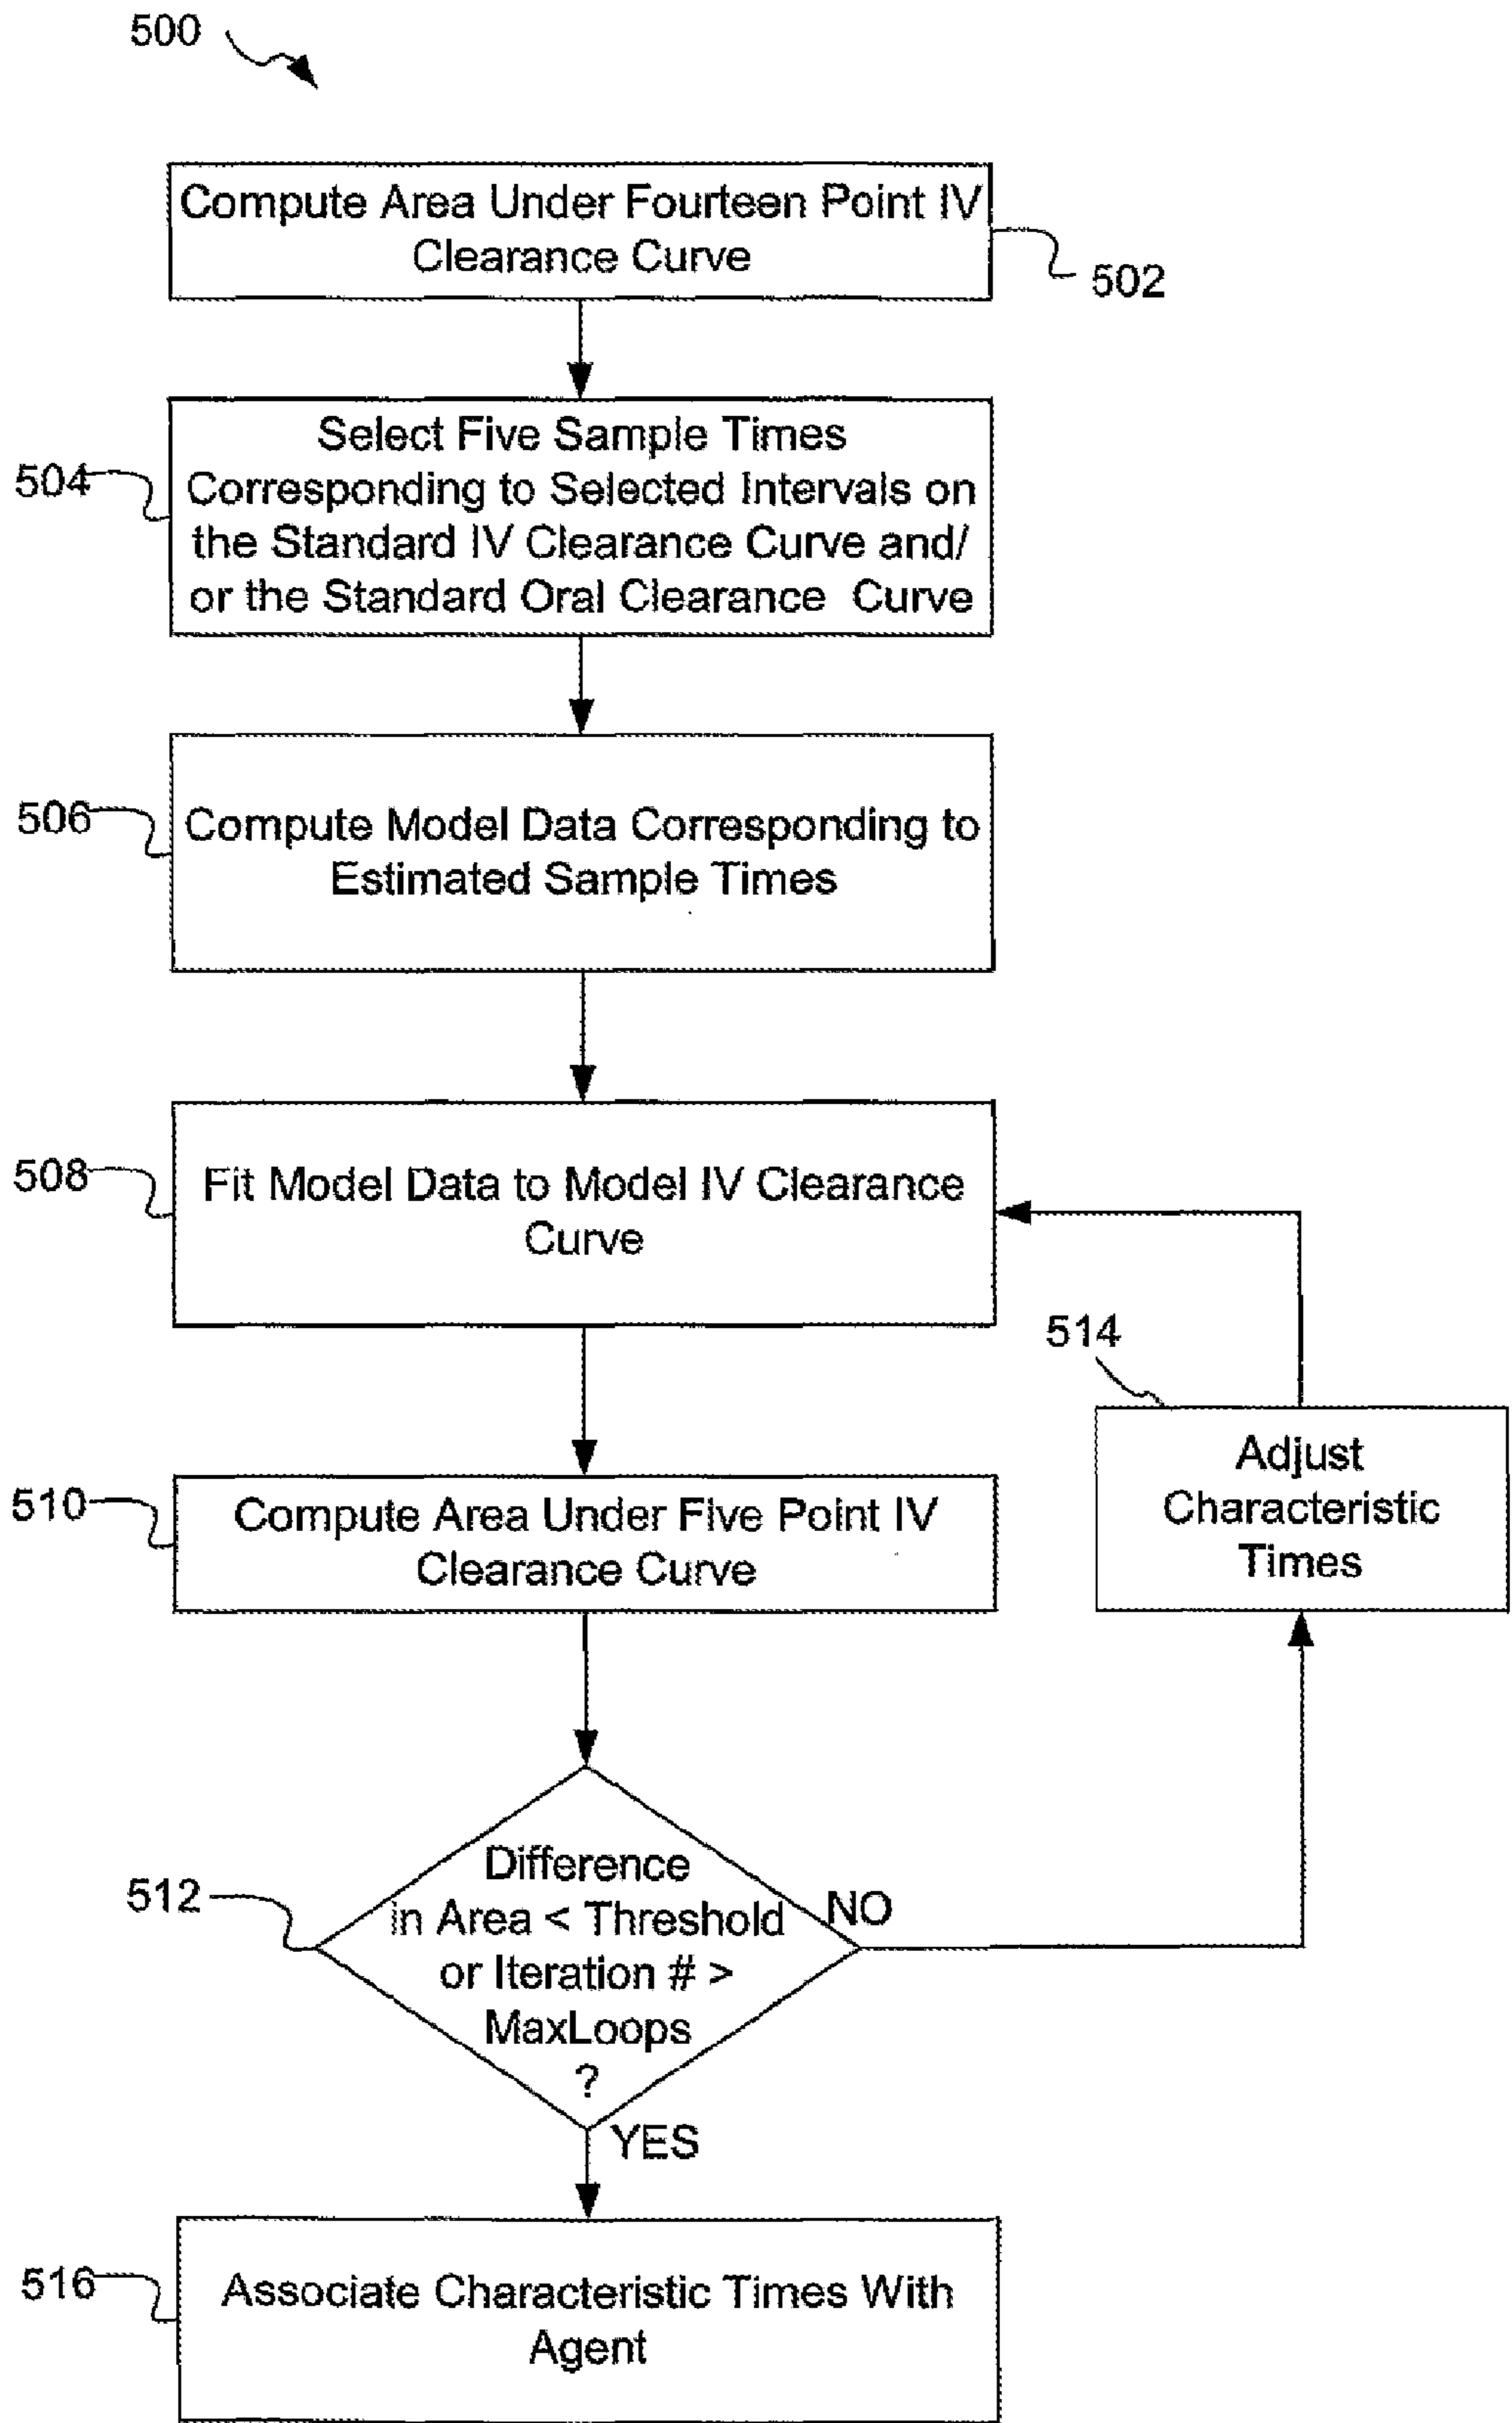 500
Compute Area Under Fourteen Point IV
Clearance Curve
502
Select Five Sample Times
Corresponding to Selected Intervals on
the Standard IV Clearance Curve and/
or the Standard Oral Clearance Curve
504
Compute Model Data Corresponding to
Estimated Sample Times
506
Fit Model Data to Model IV Clearance
Curve
508
514
Adjust
Characteristic
Times
510
Compute Area Under Five Point IV
Clearance Curve
512
Difference
in Area < Threshold
or Iteration # >
MaxLoops
?
NO
YES
516
Associate Characteristic Times With
Agent